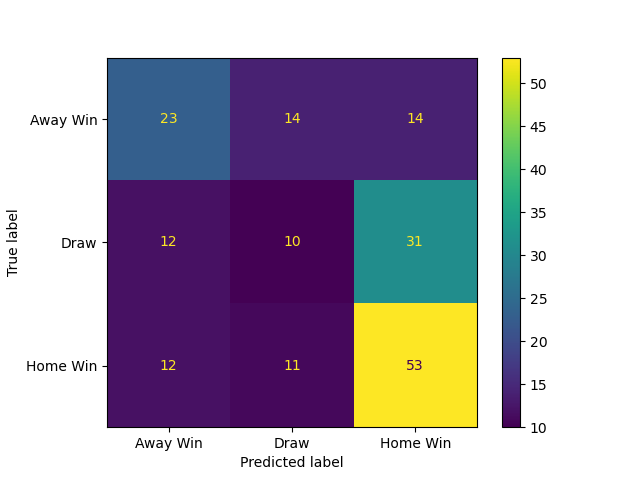 Away Win 23 14 14
Draw 12 10 31
Home Win 12 11 53
Away Win Draw Home Win
Predicted label
True label
50
45
40
35
30
25
20
15
10